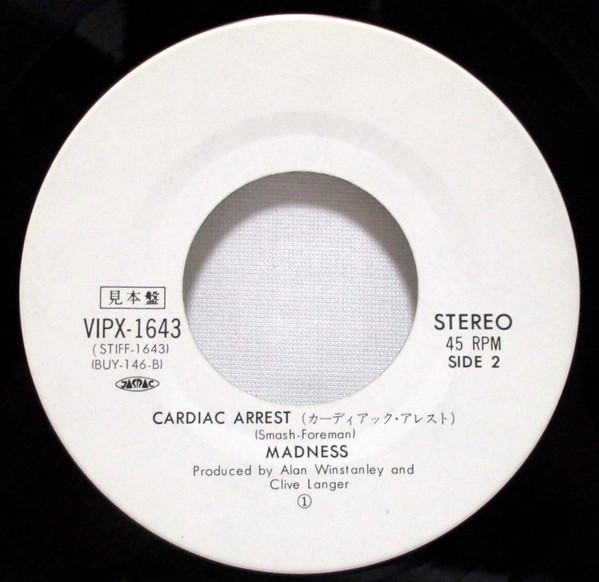 見本盤
VIPX-1643
(STIFF-1643)
(BUY-146-B)
JASRAC
STEREO
45 RPM
SIDE 2
CARDIAC ARREST (カーディアック・アレスト)
(Smash-Foreman)
MADNESS
Produced by Alan Winstanley and
Clive Langer
①